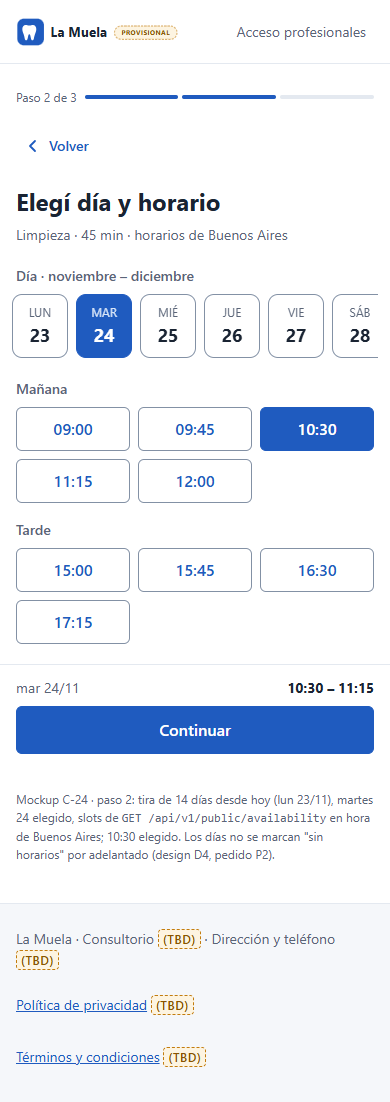 La Muela PROVISIONAL Acceso profesionales
Paso 2 de 3
Volver
Elegí día y horario
Limpieza · 45 min · horarios de Buenos Aires
Día · noviembre – diciembre
LUN MAR MIÉ JUE VIE SÁB
23 24 25 26 27 28
Mañana
09:00 09:45 10:30
11:15 12:00
Tarde
15:00 15:45 16:30
17:15
mar 24/11 10:30 – 11:15
Continuar
Mockup C-24 · paso 2: tira de 14 días desde hoy (lun 23/11), martes
24 elegido, slots de GET /api/v1/public/availability en hora
de Buenos Aires; 10:30 elegido. Los días no se marcan "sin
horarios" por adelantado (design D4, pedido P2).
La Muela · Consultorio (TBD) · Dirección y teléfono
(TBD)
Política de privacidad (TBD)
Términos y condiciones (TBD)